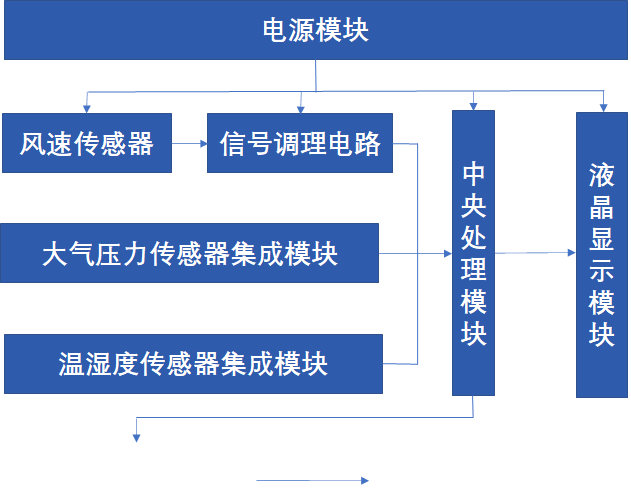 电源模块
风速传感器
信号调理电路
大气压力传感器集成模块
温湿度传感器集成模块
中央处理模块
液晶显示模块